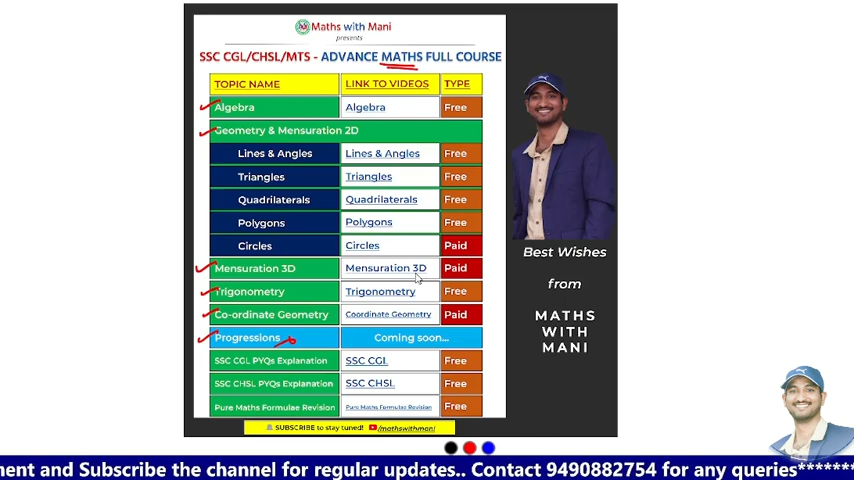 Maths with Mani
presents
SSC CGL/CHSL/MTS - ADVANCE MATHS FULL COURSE
TOPIC NAME LINK TO VIDEOS TYPE
Algebra Algebra Free
Geometry & Mensuration 2D
Lines & Angles Lines & Angles Free
Triangles Triangles Free
Quadrilaterals Quadrilaterals Free
Polygons Polygons Free
Circles Circles Paid
Mensuration 3D Mensuration 3D Paid
Trigonometry Trigonometry Free
Co-ordinate Geometry Coordinate Geometry Paid
Progressions Coming soon...
SSC CGL PYQs Explanation SSC CGL Free
SSC CHSL PYQs Explanation SSC CHSL Free
Pure Maths Formulae Revision Pure Maths Formulae Revision Free
SUBSCRIBE to stay tuned! /mathswithmani
Best Wishes
from
MATHS
WITH
MANI
ment and Subscribe the channel for regular updates.. Contact 9490882754 for any queries*******